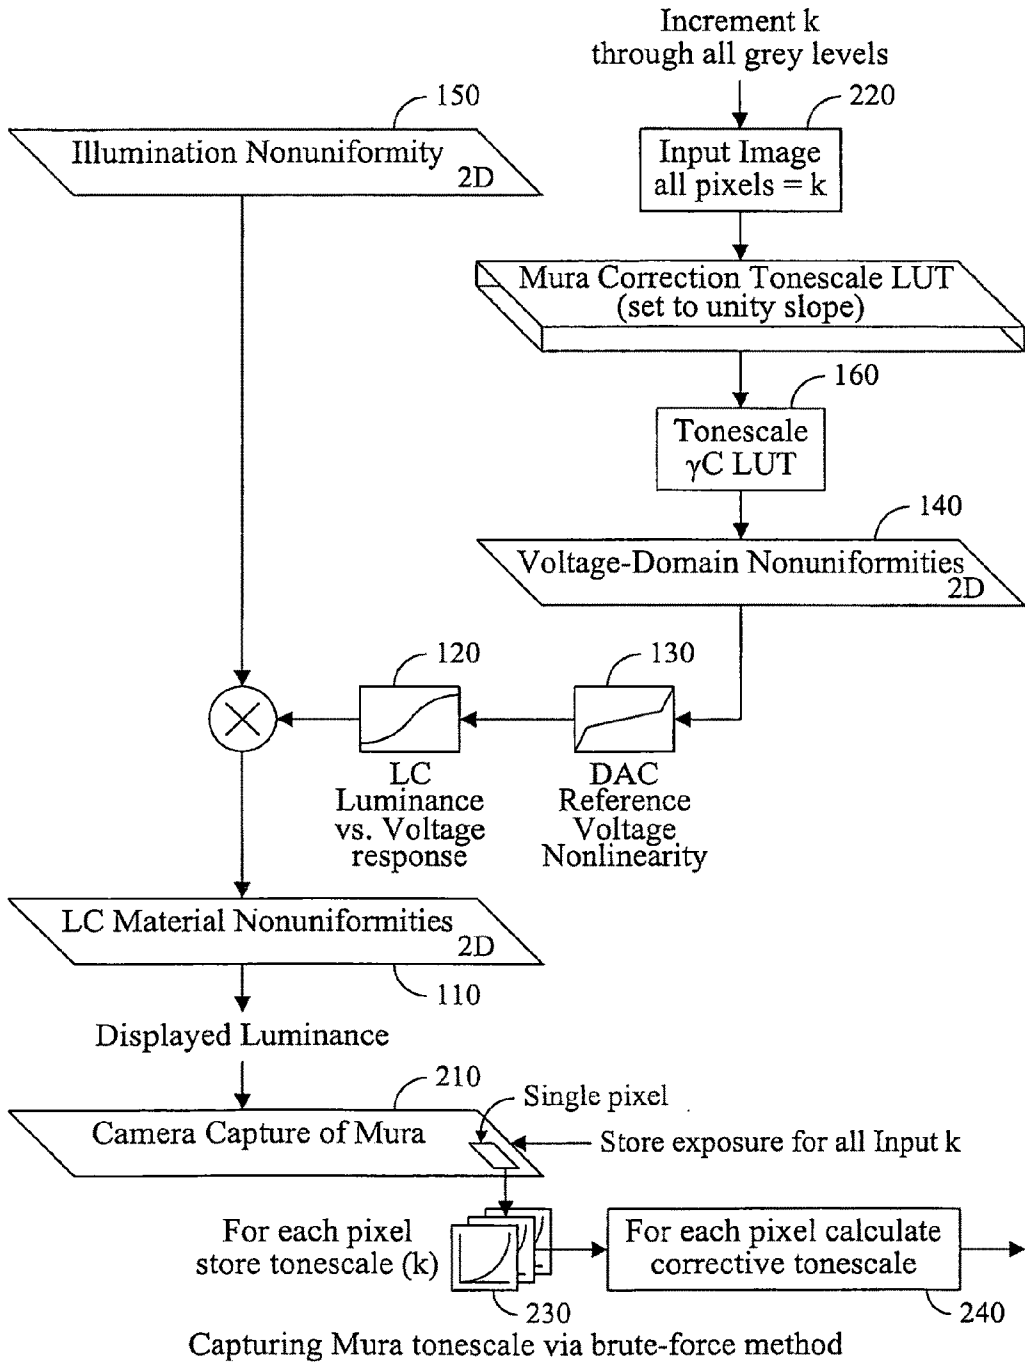 Increment k
through all grey levels
150
220
Illumination Nonuniformity
2D
Input Image
all pixels = k
Mura Correction Tonescale LUT
(set to unity slope)
160
Tonescale
γC LUT
140
Voltage-Domain Nonuniformities
2D
120
130
LC
Luminance
vs. Voltage
response
DAC
Reference
Voltage
Nonlinearity
LC Material Nonuniformities
2D
110
Displayed Luminance
210
Single pixel
Camera Capture of Mura
Store exposure for all Input k
For each pixel
store tonescale (k)
For each pixel calculate
corrective tonescale
230
240
Capturing Mura tonescale via brute-force method